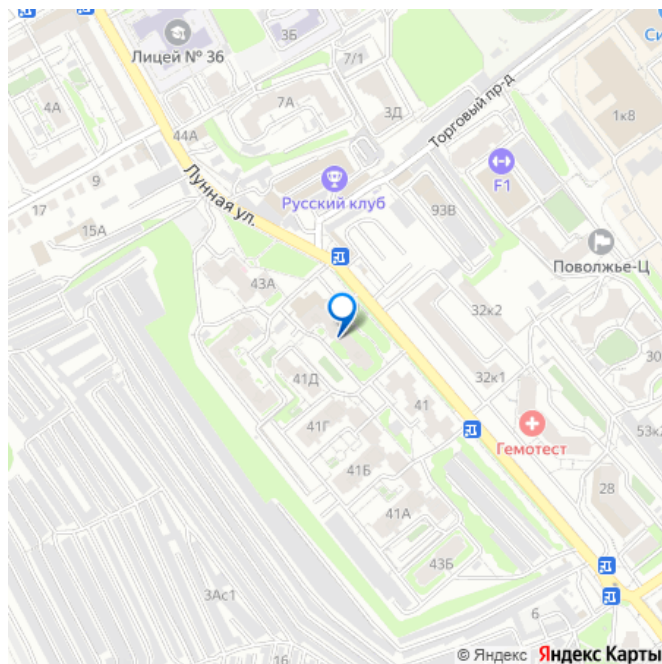 Лицей № 36
3Б
7/1
Си
4А
7А
3Д
1к8
44А
Торговый пр-д
9
Лунная ул.
Русский клуб
F1
17
93В
15А
Поволжье-Ц
43А
32к2
30
41Д
32к1
41
41Г
Гемотест
53к2
41Б
28
41А
43Б
3Ас1
6
16
© Яндекс Яндекс Карты